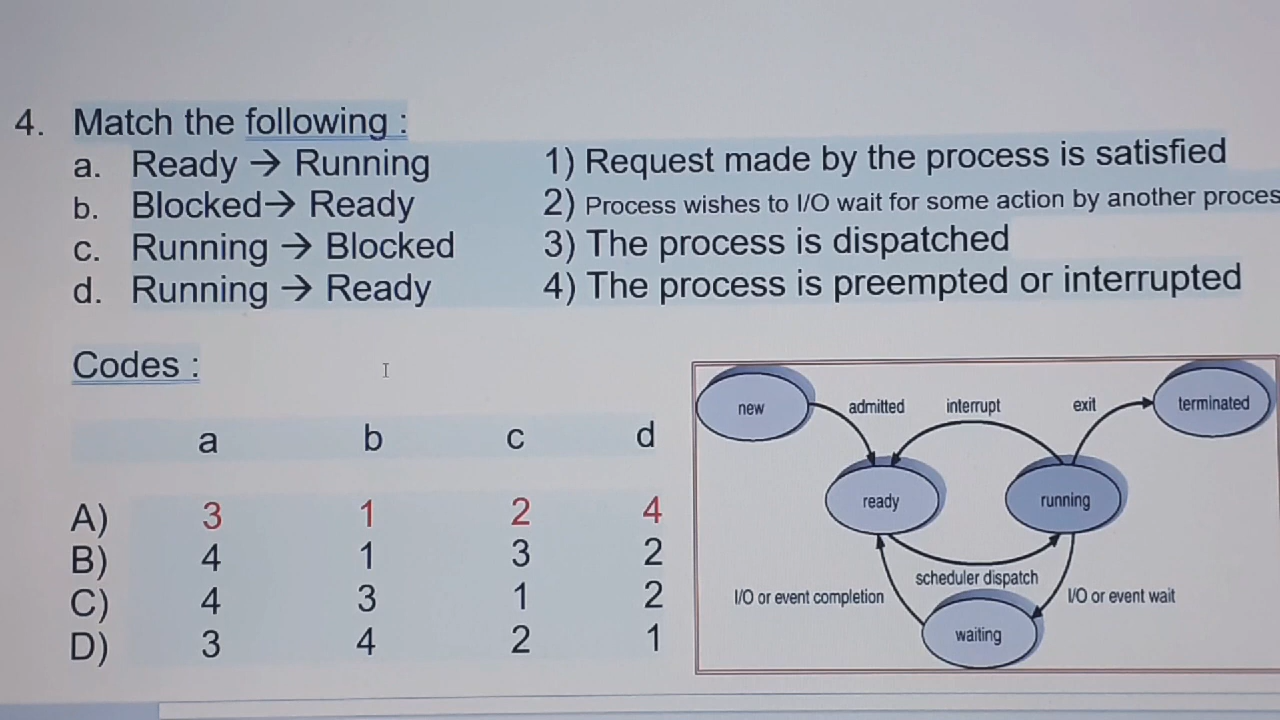 4. Match the following :
a. Ready → Running 1) Request made by the process is satisfied
b. Blocked→ Ready 2) Process wishes to I/O wait for some action by another proces
c. Running → Blocked 3) The process is dispatched
d. Running → Ready 4) The process is preempted or interrupted
Codes :
a b c d
A) 3 1 2 4
B) 4 1 3 2
C) 4 3 1 2
D) 3 4 2 1
new
admitted
interrupt
exit
terminated
ready
running
scheduler dispatch
I/O or event completion
I/O or event wait
waiting